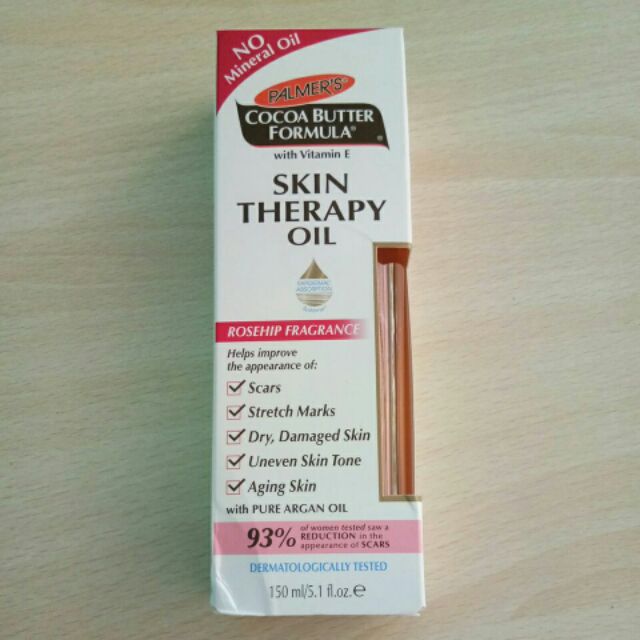 NO
Mineral Oil
PALMER'S®
COCOA BUTTER
FORMULA®
with Vitamin E
SKIN
THERAPY
OIL
ABSORPTION
ROSEHIP FRAGRANCE
Helps improve
the appearance of:
Scars
Stretch Marks
Dry, Damaged Skin
Uneven Skin Tone
Aging Skin
with PURE ARGAN OIL
93% of women tested saw a
REDUCTION in the
appearance of SCARS
DERMATOLOGICALLY TESTED
150 ml/5.1 fl.oz.℮